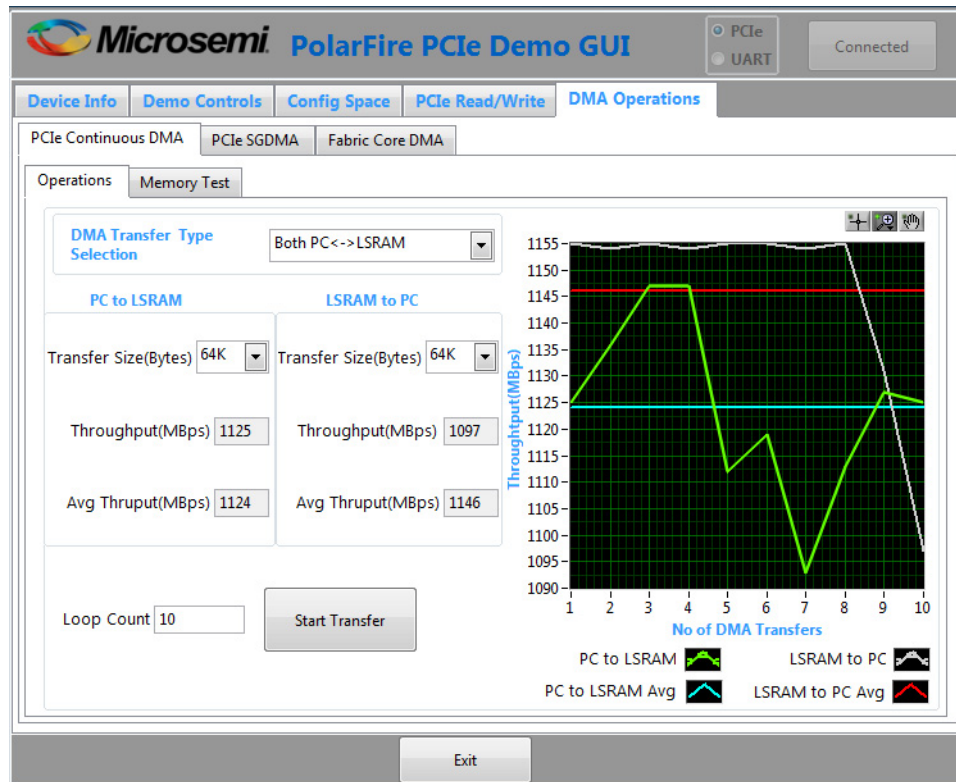 Microsemi. PolarFire PCIe Demo GUI
PCIe
UART
Connected
Device Info Demo Controls Config Space PCIe Read/Write DMA Operations
PCIe Continuous DMA PCIe SGDMA Fabric Core DMA
Operations Memory Test
DMA Transfer Type
Selection
Both PC<->LSRAM
PC to LSRAM LSRAM to PC
Transfer Size(Bytes) 64K Transfer Size(Bytes) 64K
Throughput(MBps) 1125 Throughput(MBps) 1097
Avg Thruput(MBps) 1124 Avg Thruput(MBps) 1146
Loop Count 10
Start Transfer
Throughtput(MBps)
1155
1150
1145
1140
1135
1130
1125
1120
1115
1110
1105
1100
1095
1090
1 2 3 4 5 6 7 8 9 10
No of DMA Transfers
PC to LSRAM LSRAM to PC
PC to LSRAM Avg LSRAM to PC Avg
Exit